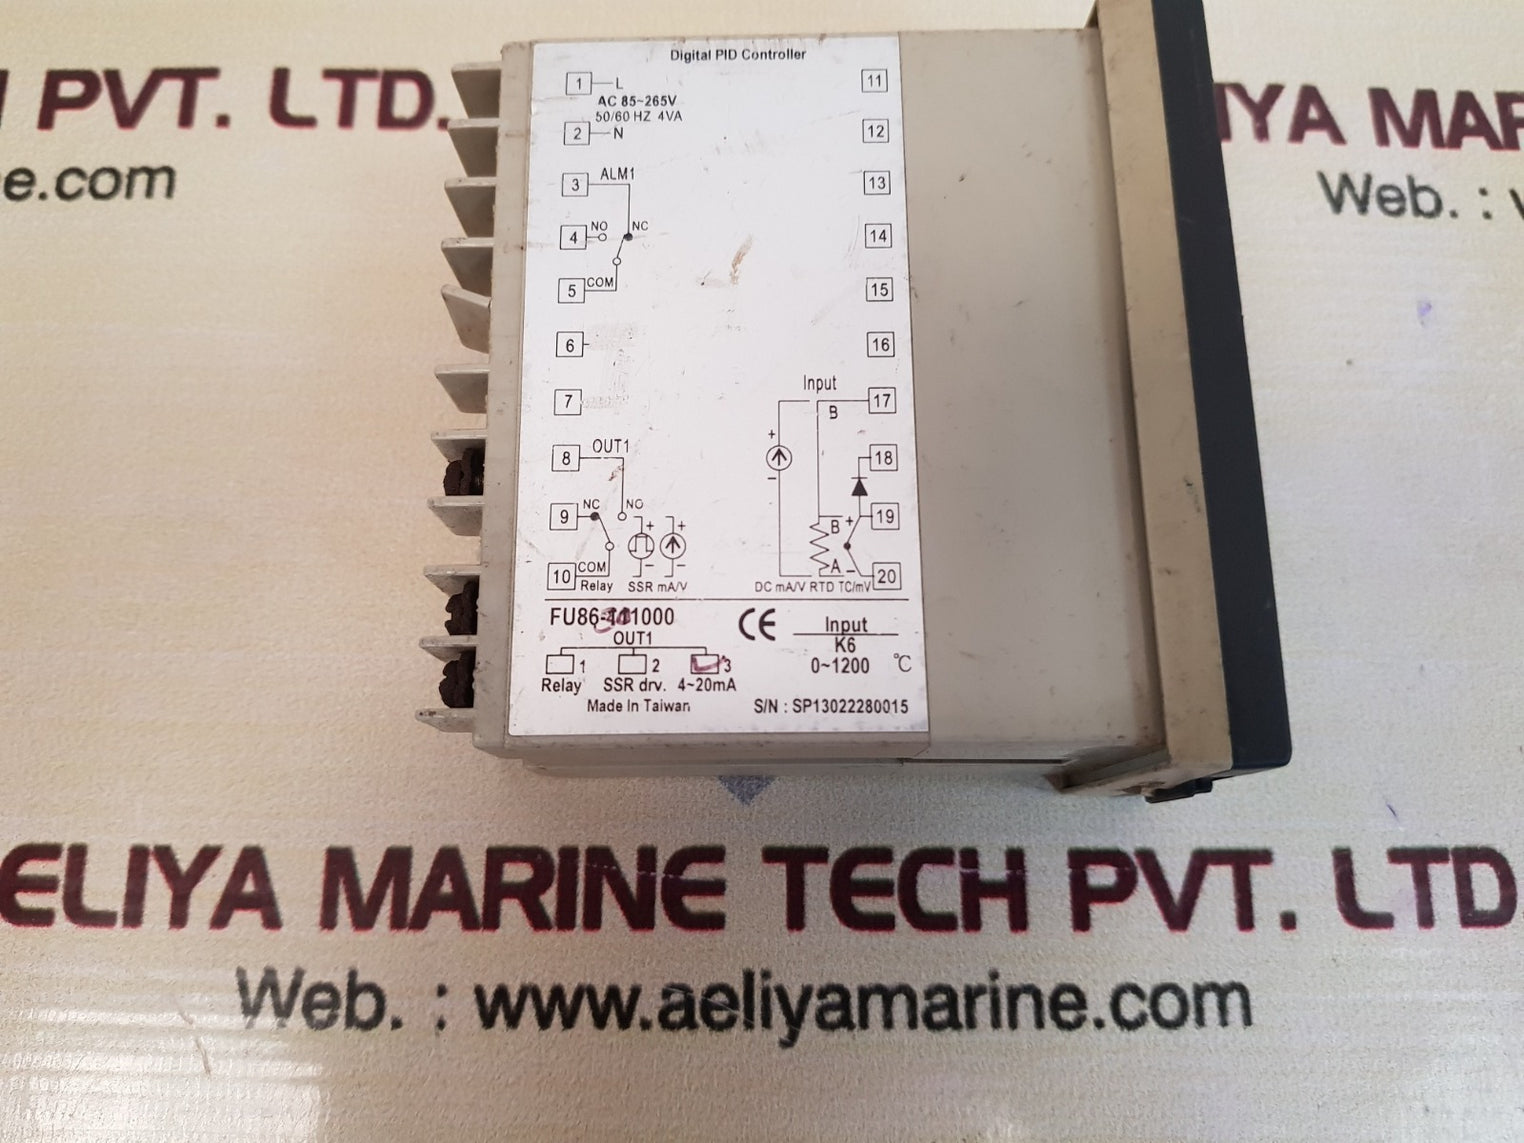 PVT. LTD.
e.com
IYA MAR
Web. :
Digital PID Controller
1 L
AC 85~265V
50/60 HZ 4VA
2 N
3 ALM1
4 NO NC
5 COM
6
7
8 OUT1
9 NC NO
10 COM
Relay SSR mA/V
11
12
13
14
15
16
Input
B 17
+
18
−
B + 19
A − 20
+ +
− −
DC mA/V RTD TC/mV
FU86- 1000
OUT1
1 2 3
Relay SSR drv. 4~20mA
Made In Taiwan
CE
Input
K6
0~1200 ℃
S/N : SP13022280015
ELIYA MARINE TECH PVT. LTD
Web. : www.aeliyamarine.com